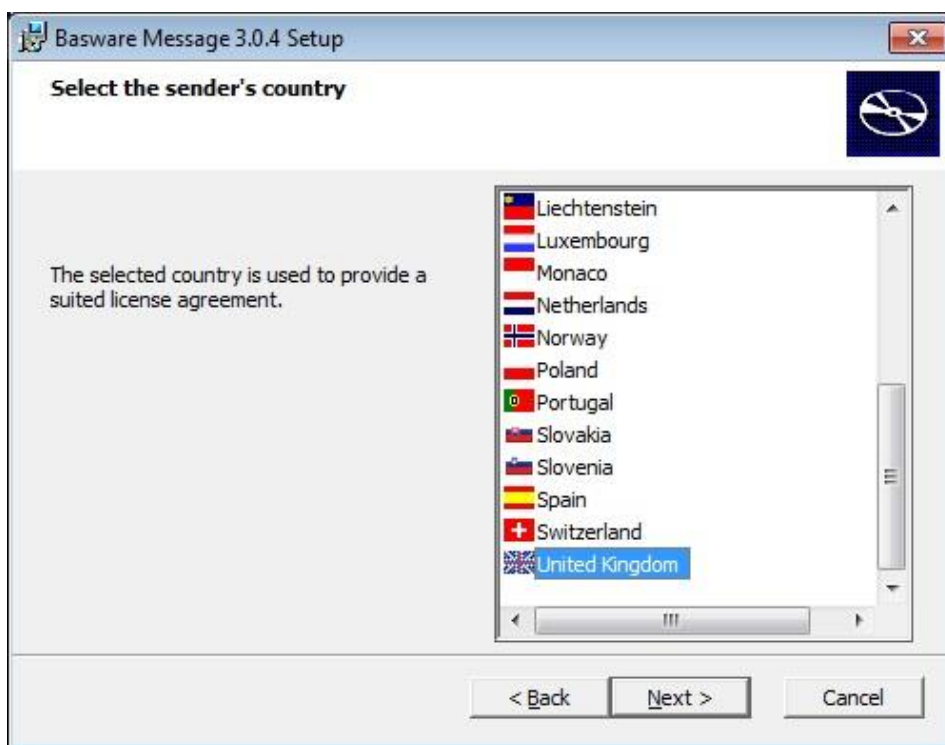 Basware Message 3.0.4 Setup
Select the sender's country
The selected country is used to provide a
suited license agreement.
Liechtenstein
Luxembourg
Monaco
Netherlands
Norway
Poland
Portugal
Slovakia
Slovenia
Spain
Switzerland
United Kingdom
< Back
Next >
Cancel